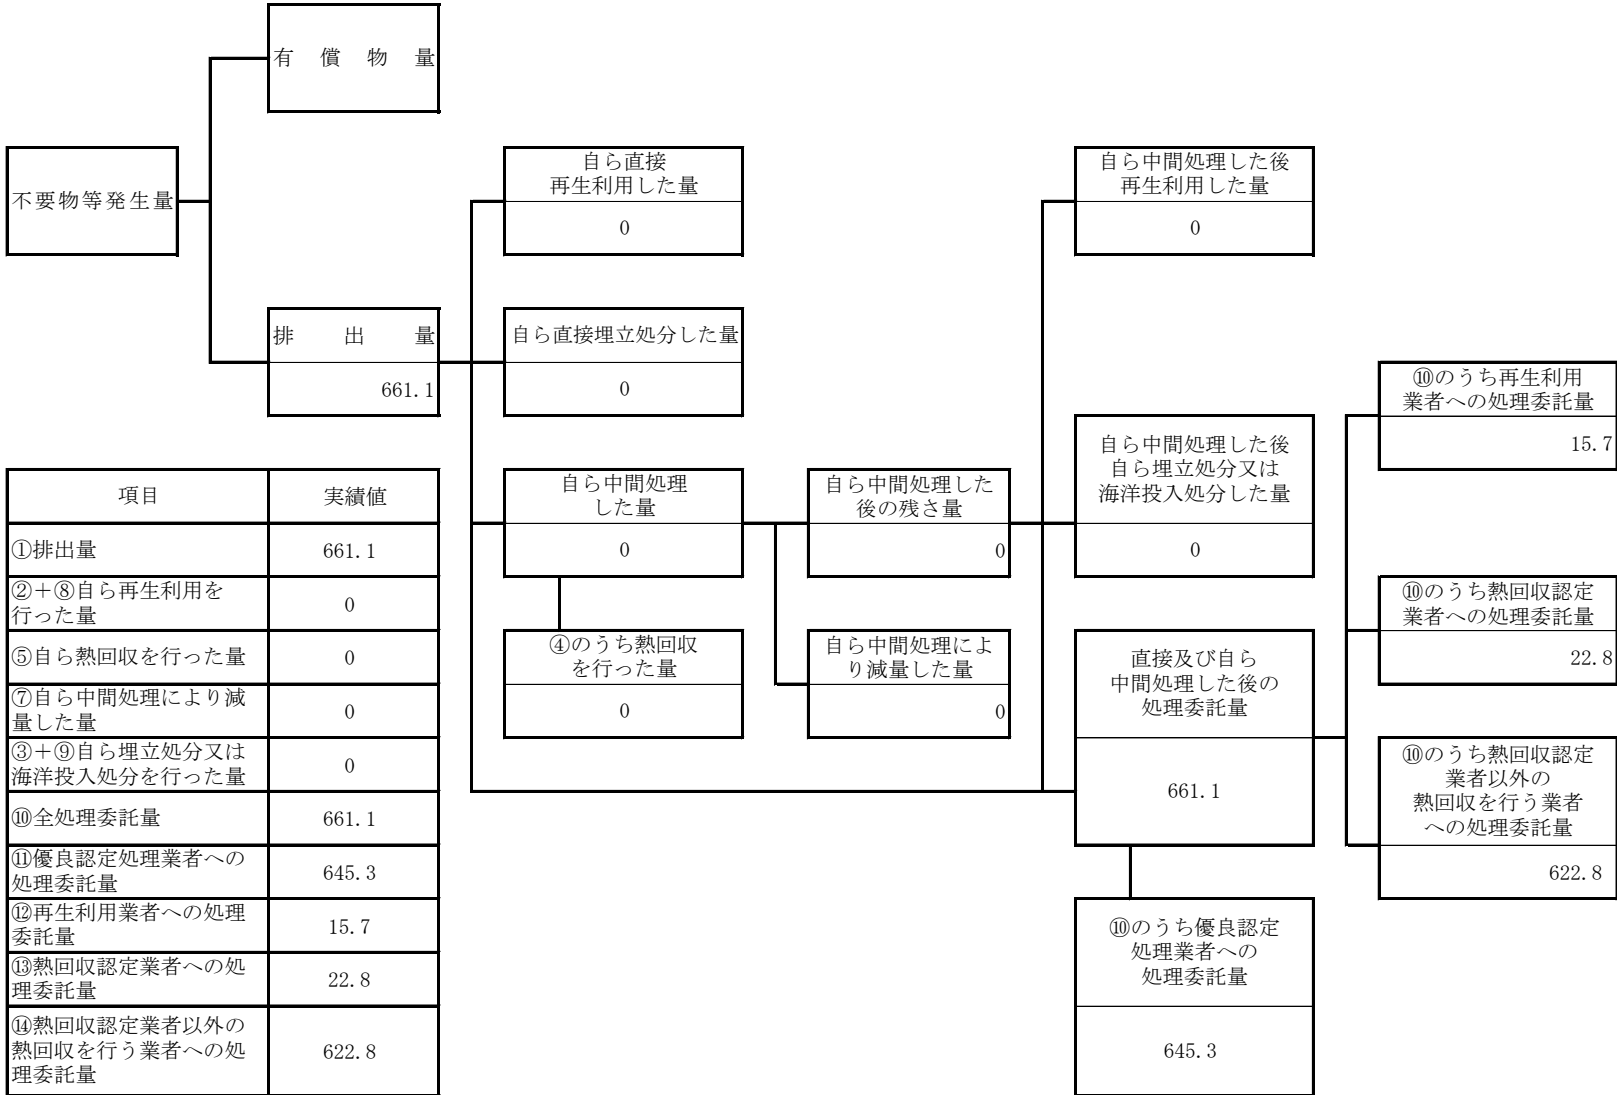 有償物量
不要物等発生量
排出量
661.1
自ら直接
再生利用した量
0
自ら直接埋立処分した量
0
自ら中間処理
した量
0
④のうち熱回収
を行った量
0
自ら中間処理した
後の残さ量
0
自ら中間処理によ
り減量した量
0
自ら中間処理した後
再生利用した量
0
自ら中間処理した後
自ら埋立処分又は
海洋投入処分した量
0
直接及び自ら
中間処理した後の
処理委託量
661.1
⑩のうち優良認定
処理業者への
処理委託量
645.3
⑩のうち再生利用
業者への処理委託量
15.7
⑩のうち熱回収認定
業者への処理委託量
22.8
⑩のうち熱回収認定
業者以外の
熱回収を行う業者
への処理委託量
622.8
項目 実績値
①排出量 661.1
②+⑧自ら再生利用を
行った量 0
⑤自ら熱回収を行った量 0
⑦自ら中間処理により減
量した量 0
③+⑨自ら埋立処分又は
海洋投入処分を行った量 0
⑩全処理委託量 661.1
⑪優良認定処理業者への
処理委託量 645.3
⑫再生利用業者への処理
委託量 15.7
⑬熱回収認定業者への処
理委託量 22.8
⑭熱回収認定業者以外の
熱回収を行う業者への処
理委託量 622.8